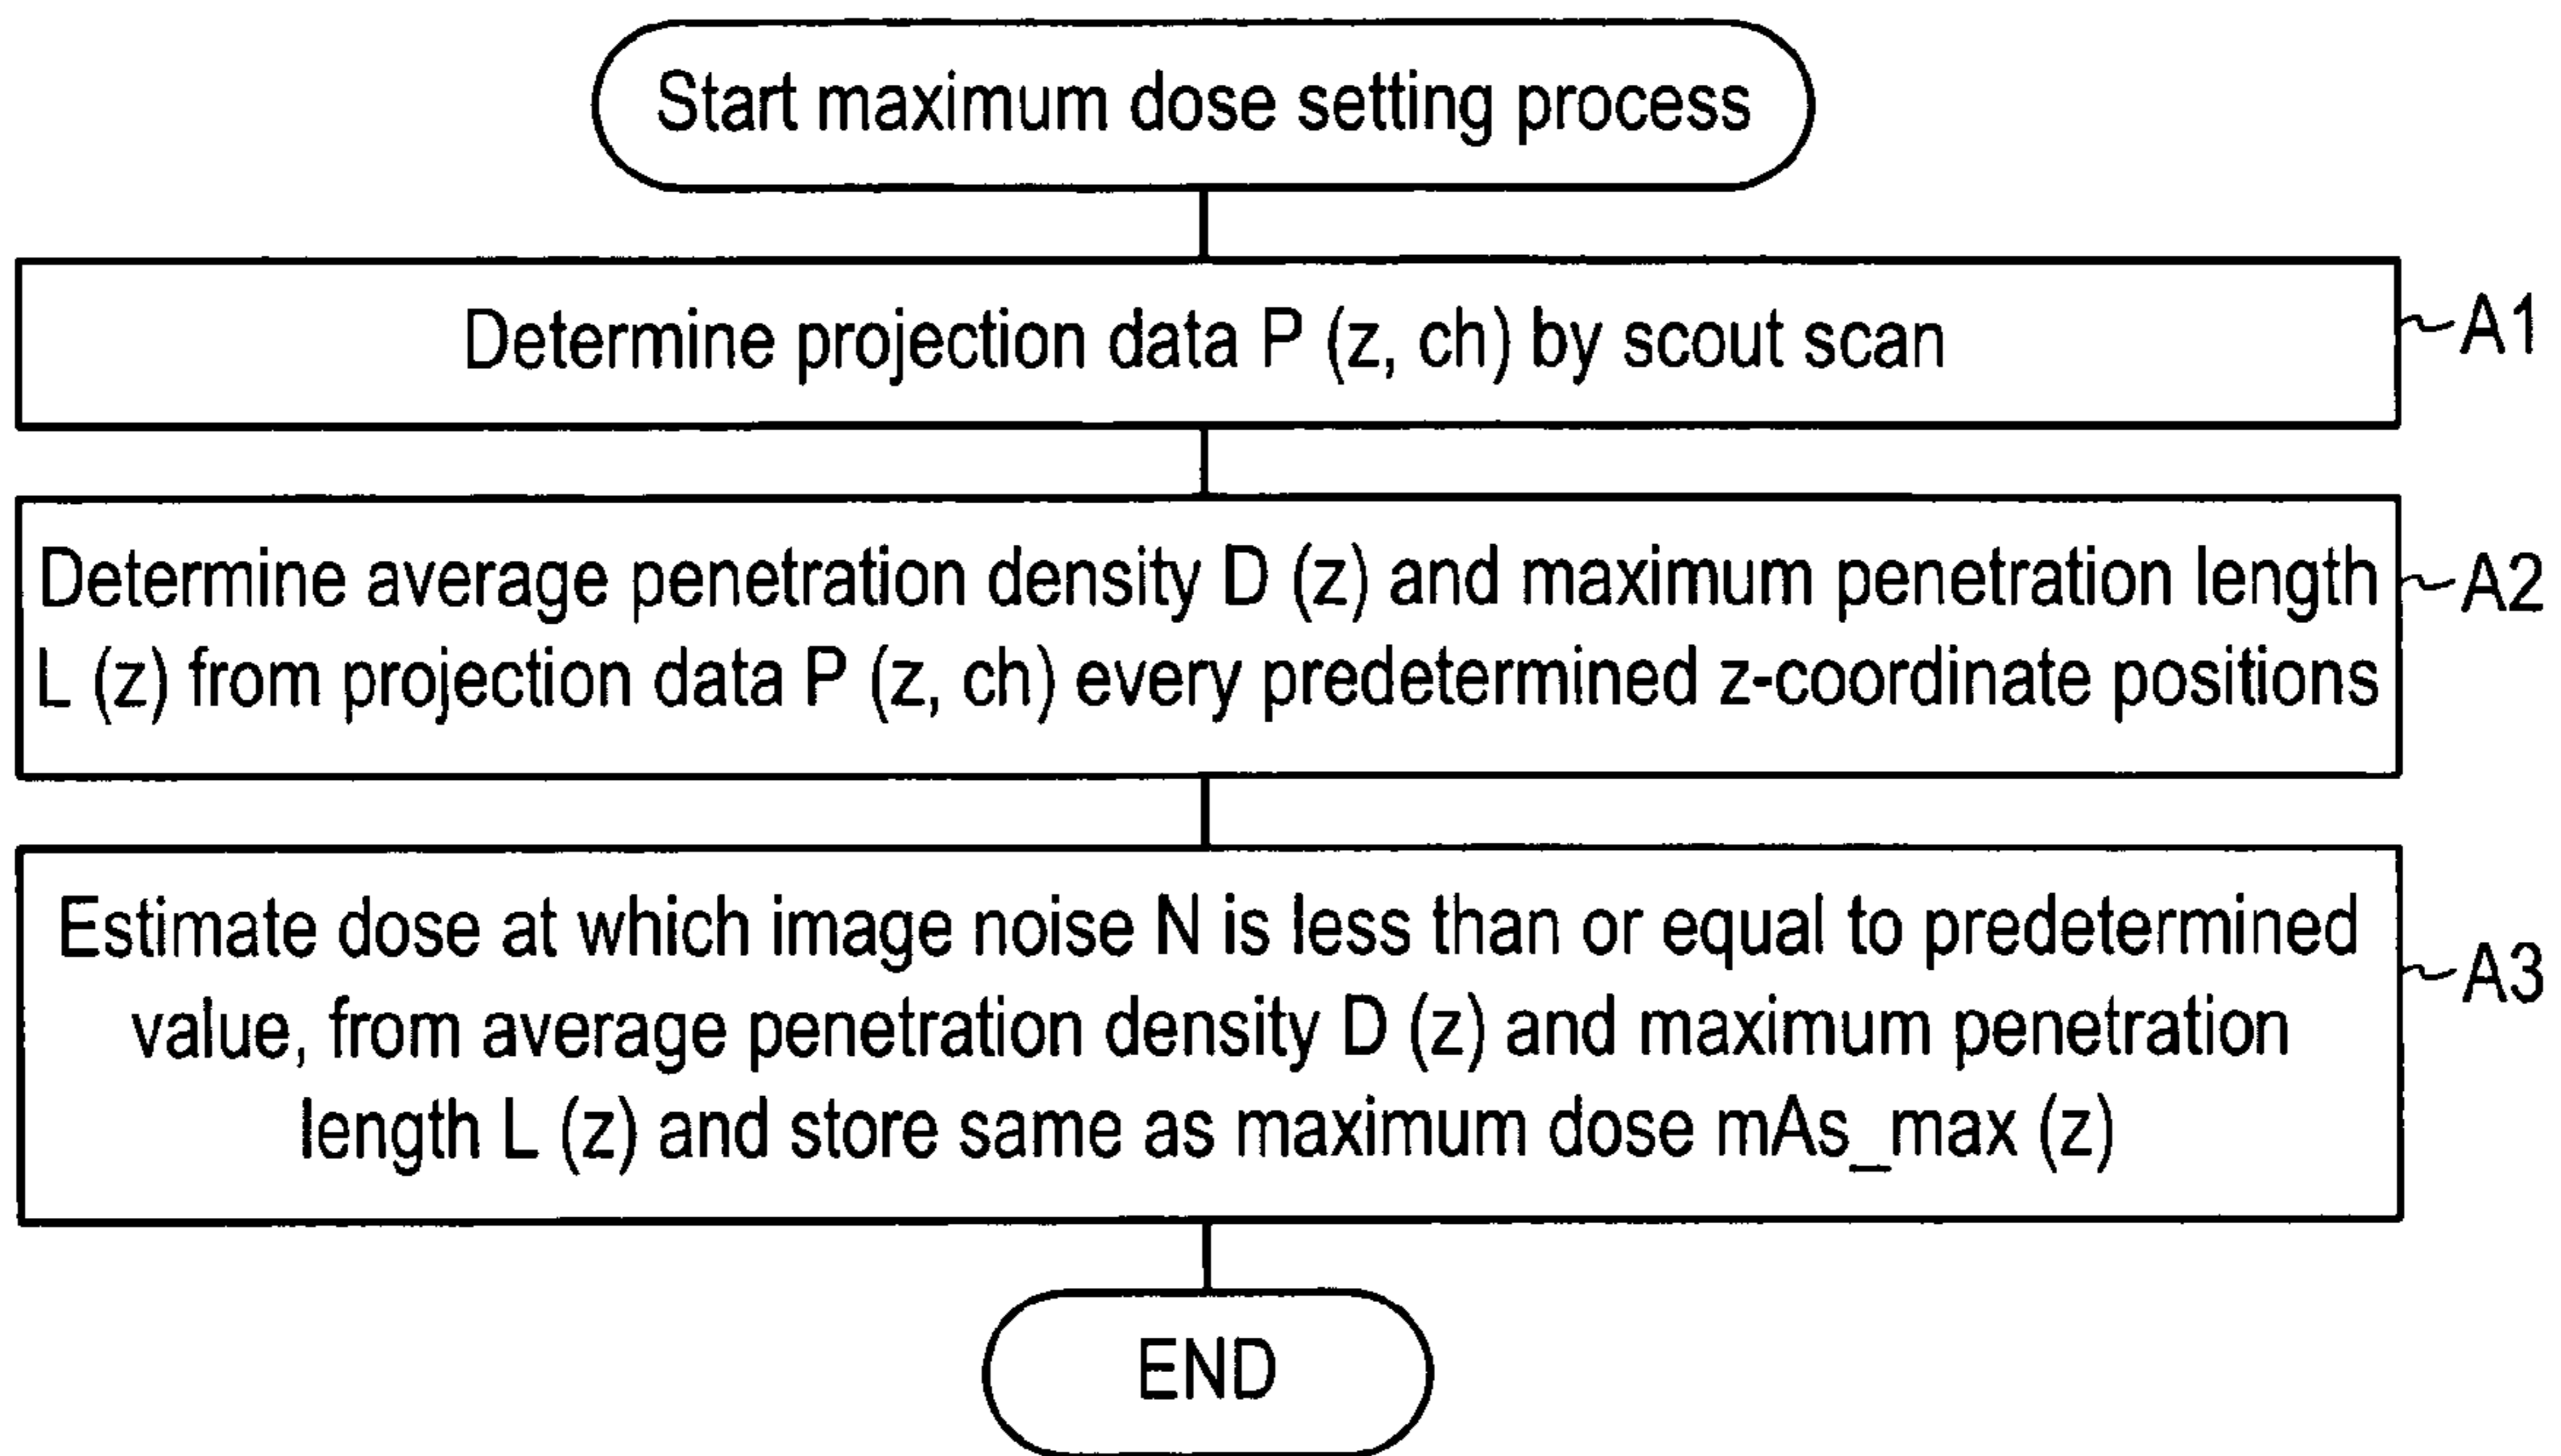 Start maximum dose setting process
Determine projection data P (z, ch) by scout scan
A1
Determine average penetration density D (z) and maximum penetration length
L (z) from projection data P (z, ch) every predetermined z-coordinate positions
A2
Estimate dose at which image noise N is less than or equal to predetermined
value, from average penetration density D (z) and maximum penetration
length L (z) and store same as maximum dose mAs_max (z)
A3
END